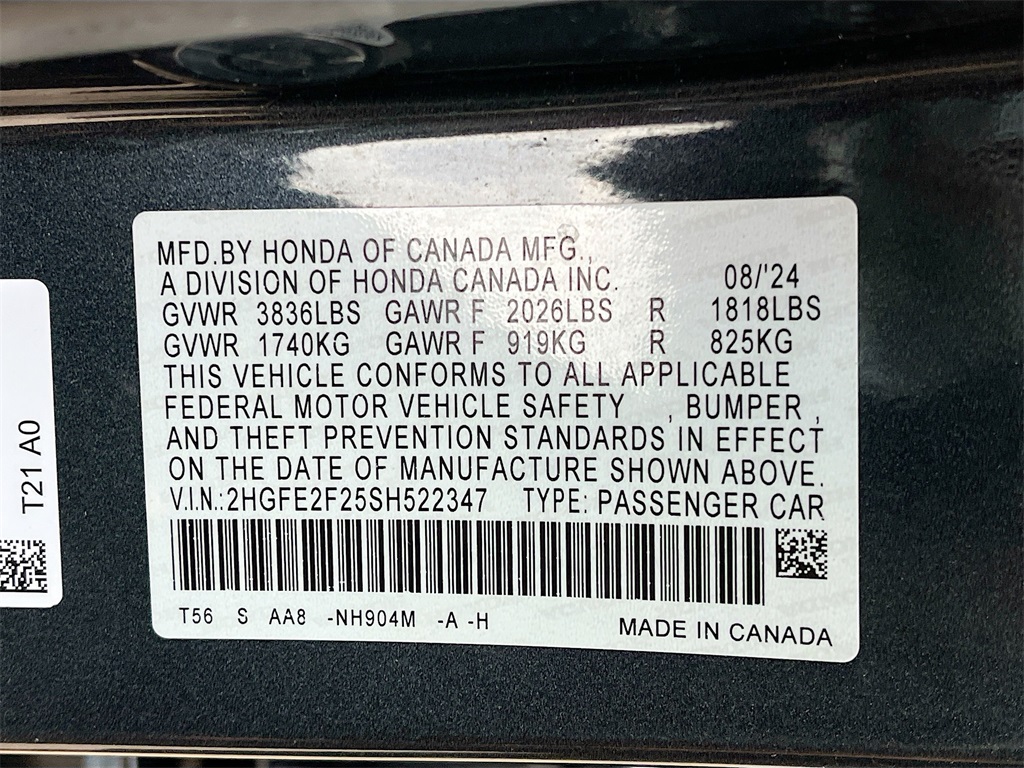 MFD.BY HONDA OF CANADA MFG.,
A DIVISION OF HONDA CANADA INC. 08/'24
GVWR 3836LBS GAWR F 2026LBS R 1818LBS
GVWR 1740KG GAWR F 919KG R 825KG
THIS VEHICLE CONFORMS TO ALL APPLICABLE
FEDERAL MOTOR VEHICLE SAFETY , BUMPER ,
AND THEFT PREVENTION STANDARDS IN EFFECT
ON THE DATE OF MANUFACTURE SHOWN ABOVE.
V.I.N.:2HGFE2F25SH522347 TYPE: PASSENGER CAR
T56 S AA8 -NH904M -A -H
MADE IN CANADA
T21 A0